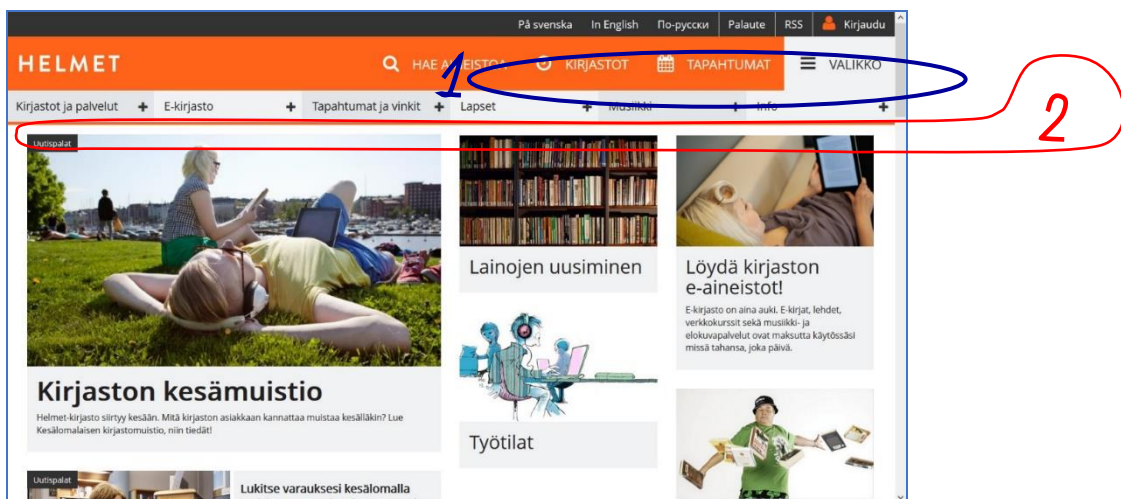 På svenska In English По-русски Palaute RSS Kirjaudu
HELMET HAE AINEISTOA KIRJASTOT TAPAHTUMAT VALIKKO
1
2
Kirjastot ja palvelut + E-kirjasto + Tapahtumat ja vinkit + Lapset + Musiikki + Info +
Uutispalat
Lainojen uusiminen
Löydä kirjaston
e-aineistot!
E-kirjasto on aina auki. E-kirjat, lehdet,
verkkokurssit sekä musiikki- ja
elokuvapalvelut ovat maksutta käytössäsi
missä tahansa, joka päivä.
Kirjaston kesämuistio
Helmet-kirjasto siirtyy kesään. Mitä kirjaston asiakkaan kannattaa muistaa kesälläkin? Lue
Kesälomalaisen kirjastomuistio, niin tiedät!
Työtilat
Uutispalat
Lukitse varauksesi kesälomalla